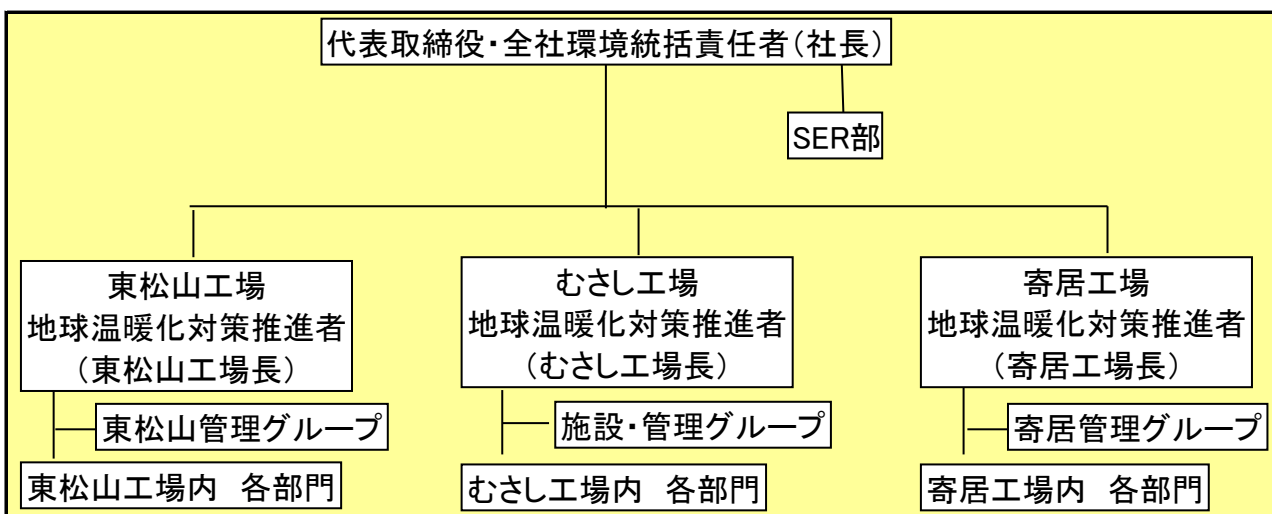 代表取締役・全社環境統括責任者(社長)
SER部
東松山工場
地球温暖化対策推進者
(東松山工場長)
むさし工場
地球温暖化対策推進者
(むさし工場長)
寄居工場
地球温暖化対策推進者
(寄居工場長)
東松山管理グループ
施設・管理グループ
寄居管理グループ
東松山工場内　各部門
むさし工場内　各部門
寄居工場内　各部門